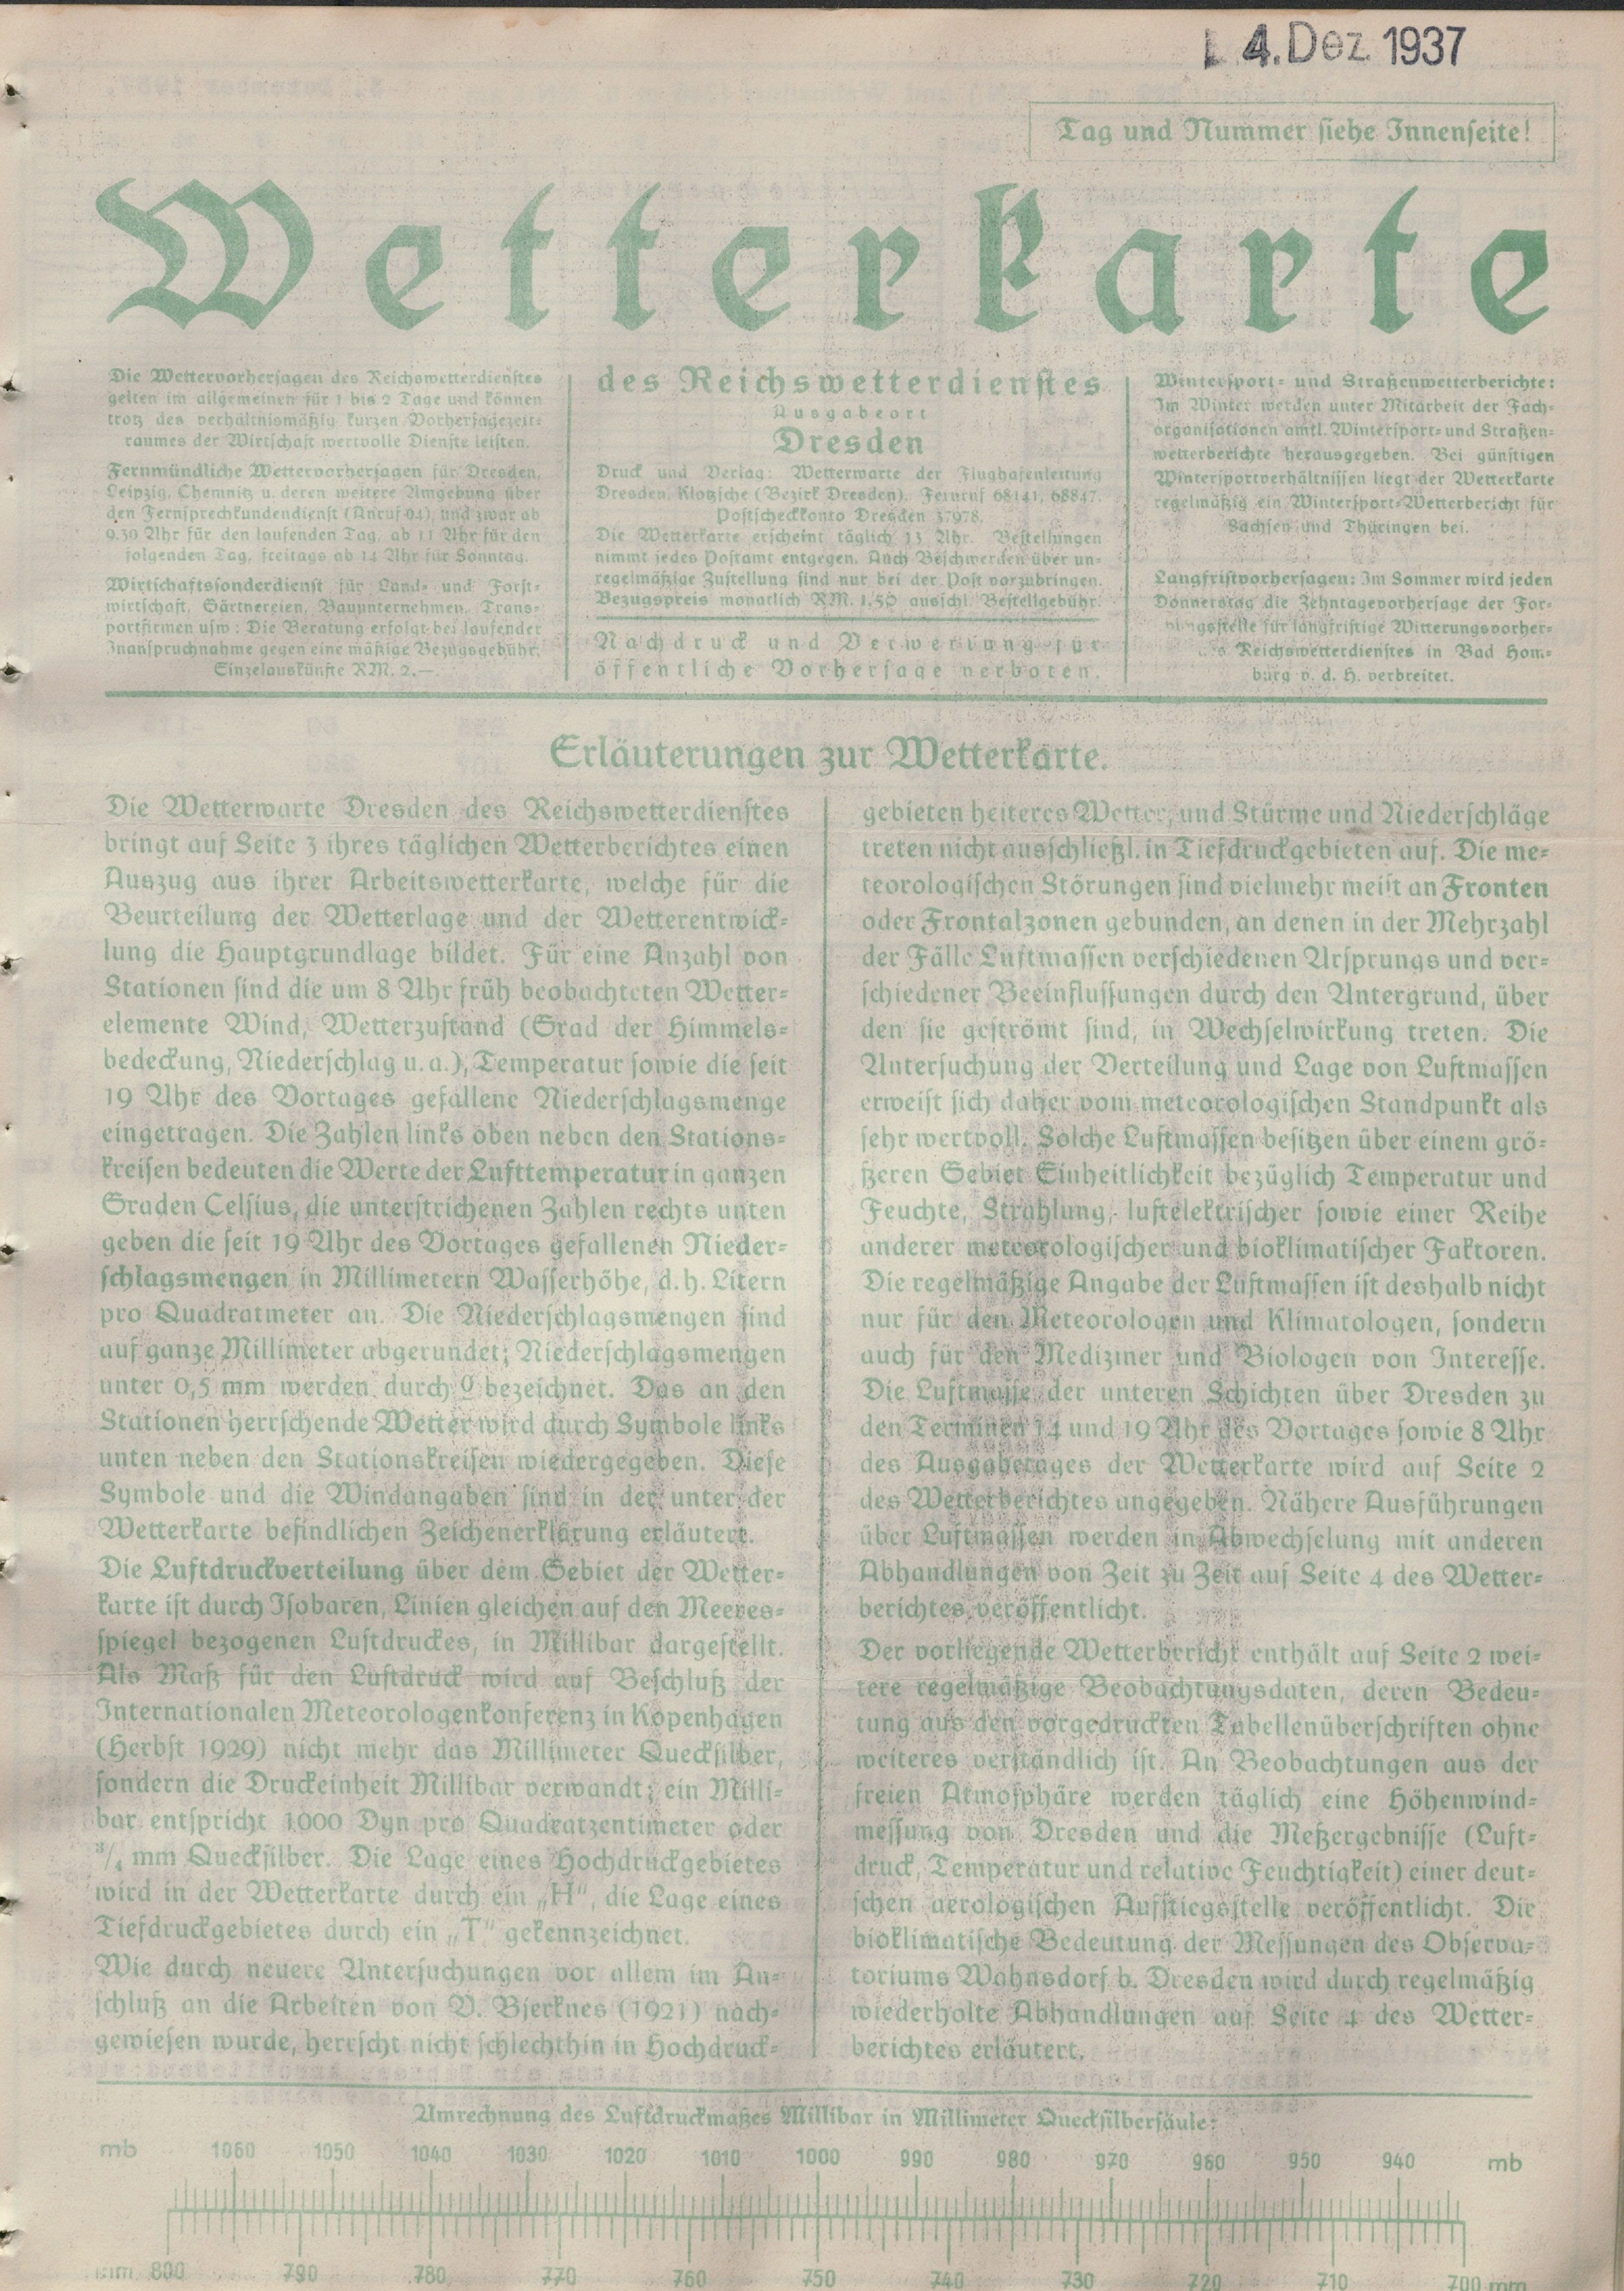 4. Dez. 1937
Tag und Nummer siehe Innenseite!
Wetterkarte
Die Wettervorhersagen des Reichswetterdienstes
gelten im allgemeinen für 1 bis 2 Tage und können
trotz des verhältnismäßig kurzen Vorhersagezeit-
raumes der Wirtschaft wertvolle Dienste leisten.
Fernmündliche Wettervorhersagen für Dresden,
Leipzig, Chemnitz u. deren weitere Umgebung über
den Fernsprechkundendienst (Anruf 04), und zwar ab
9.30 Uhr für den laufenden Tag, ab 11 Uhr für den
folgenden Tag, freitags ab 14 Uhr für Sonntag.
Wirtschaftssonderdienst für Land- und Forst-
wirtschaft, Gärtnereien, Bauunternehmen, Trans-
portfirmen usw.: Die Beratung erfolgt bei laufender
Inanspruchnahme gegen eine mäßige Bezugsgebühr.
Einzelauskünfte RM. 2.—
des Reichswetterdienstes
Ausgabeort
Dresden
Druck und Verlag: Wetterwarte der Flughafenleitung
Dresden, Klotzsche (Bezirk Dresden). Fernruf 68141, 68847.
Postscheckkonto Dresden 37978.
Die Wetterkarte erscheint täglich 13 Uhr. Bestellungen
nimmt jedes Postamt entgegen. Auch Beschwerden über un-
regelmäßige Zustellung sind nur bei der Post vorzubringen.
Bezugspreis monatlich RM. 1,50 ausschl. Bestellgebühr.
Nachdruck und Verwertung für
öffentliche Vorhersage verboten.
Wintersport- und Straßenwetterberichte:
Im Winter werden unter Mitarbeit der Fach-
organisationen amtl. Wintersport- und Straßen-
wetterberichte herausgegeben. Bei günstigen
Wintersportverhältnissen liegt der Wetterkarte
regelmäßig ein Wintersport-Wetterbericht für
Sachsen und Thüringen bei.
Langfristvorhersagen: Im Sommer wird jeden
Donnerstag die Zehntagevorhersage der For-
stelle für langfristige Witterungsvorher-
Reichswetterdienstes in Bad Hom-
burg v. d. H. verbreitet.
Erläuterungen zur Wetterkarte.
Die Wetterwarte Dresden des Reichswetterdienstes
bringt auf Seite 3 ihres täglichen Wetterberichtes einen
Auszug aus ihrer Arbeitswetterkarte, welche für die
Beurteilung der Wetterlage und der Wetterentwick-
lung die Hauptgrundlage bildet. Für eine Anzahl von
Stationen sind die um 8 Uhr früh beobachteten Wetter-
elemente Wind, Wetterzustand (Grad der Himmels-
bedeckung, Niederschlag u. a.), Temperatur sowie die seit
19 Uhr des Vortages gefallene Niederschlagsmenge
eingetragen. Die Zahlen links oben neben den Stations-
kreisen bedeuten die Werte der Lufttemperatur in ganzen
Graden Celsius, die unterstrichenen Zahlen rechts unten
geben die seit 19 Uhr des Vortages gefallenen Nieder-
schlagsmengen in Millimetern Wasserhöhe, d. h. Litern
pro Quadratmeter an. Die Niederschlagsmengen sind
auf ganze Millimeter abgerundet; Niederschlagsmengen
unter 0,5 mm werden durch 0 bezeichnet. Das an den
Stationen herrschende Wetter wird durch Symbole links
unten neben den Stationskreisen wiedergegeben. Diese
Symbole und die Windangaben sind in der unter der
Wetterkarte befindlichen Zeichenerklärung erläutert.
Die Luftdruckverteilung über dem Gebiet der Wetter-
karte ist durch Isobaren, Linien gleichen auf den Meeres-
spiegel bezogenen Luftdruckes, in Millibar dargestellt.
Als Maß für den Luftdruck wird auf Beschluß der
Internationalen Meteorologenkonferenz in Kopenhagen
(Herbst 1929) nicht mehr das Millimeter Quecksilber,
sondern die Druckeinheit Millibar verwandt; ein Milli-
bar entspricht 1000 Dyn pro Quadratzentimeter oder
3/4 mm Quecksilber. Die Lage eines Hochdruckgebietes
wird in der Wetterkarte durch ein „H“, die Lage eines
Tiefdruckgebietes durch ein „T“ gekennzeichnet.
Wie durch neuere Untersuchungen vor allem im An-
schluß an die Arbeiten von V. Bjerknes (1921) nach-
gewiesen wurde, herrscht nicht schlechthin in Hochdruck-
gebieten heiteres Wetter, und Stürme und Niederschläge
treten nicht ausschließl. in Tiefdruckgebieten auf. Die me-
teorologischen Störungen sind vielmehr meist an Fronten
oder Frontalzonen gebunden, an denen in der Mehrzahl
der Fälle Luftmassen verschiedenen Ursprungs und ver-
schiedener Beeinflussungen durch den Untergrund, über
den sie geströmt sind, in Wechselwirkung treten. Die
Untersuchung der Verteilung und Lage von Luftmassen
erweist sich daher vom meteorologischen Standpunkt als
sehr wertvoll. Solche Luftmassen besitzen über einem grö-
ßeren Gebiet Einheitlichkeit bezüglich Temperatur und
Feuchte, Strahlung, luftelektrischer sowie einer Reihe
anderer meteorologischer und bioklimatischer Faktoren.
Die regelmäßige Angabe der Luftmassen ist deshalb nicht
nur für den Meteorologen und Klimatologen, sondern
auch für den Mediziner und Biologen von Interesse.
Die Luftmasse der unteren Schichten über Dresden zu
den Terminen 14 und 19 Uhr des Vortages sowie 8 Uhr
des Ausgabetages der Wetterkarte wird auf Seite 2
des Wetterberichtes angegeben. Nähere Ausführungen
über Luftmassen werden in Abwechselung mit anderen
Abhandlungen von Zeit zu Zeit auf Seite 4 des Wetter-
berichtes veröffentlicht.
Der vorliegende Wetterbericht enthält auf Seite 2 wei-
tere regelmäßige Beobachtungsdaten, deren Bedeu-
tung aus den vorgedruckten Tabellenüberschriften ohne
weiteres verständlich ist. An Beobachtungen aus der
freien Atmosphäre werden täglich eine Höhenwind-
messung von Dresden und die Meßergebnisse (Luft-
druck, Temperatur und relative Feuchtigkeit) einer deut-
schen aerologischen Aufstiegsstelle veröffentlicht. Die
bioklimatische Bedeutung der Messungen des Observa-
toriums Wahnsdorf b. Dresden wird durch regelmäßig
wiederholte Abhandlungen auf Seite 4 des Wetter-
berichtes erläutert.
Umrechnung des Luftdruckmaßes Millibar in Millimeter Quecksilbersäule:
mb 1060 1050 1040 1030 1020 1010 1000 990 980 970 960 950 940 mb
mm 800 790 780 770 760 750 740 730 720 710 700 mm